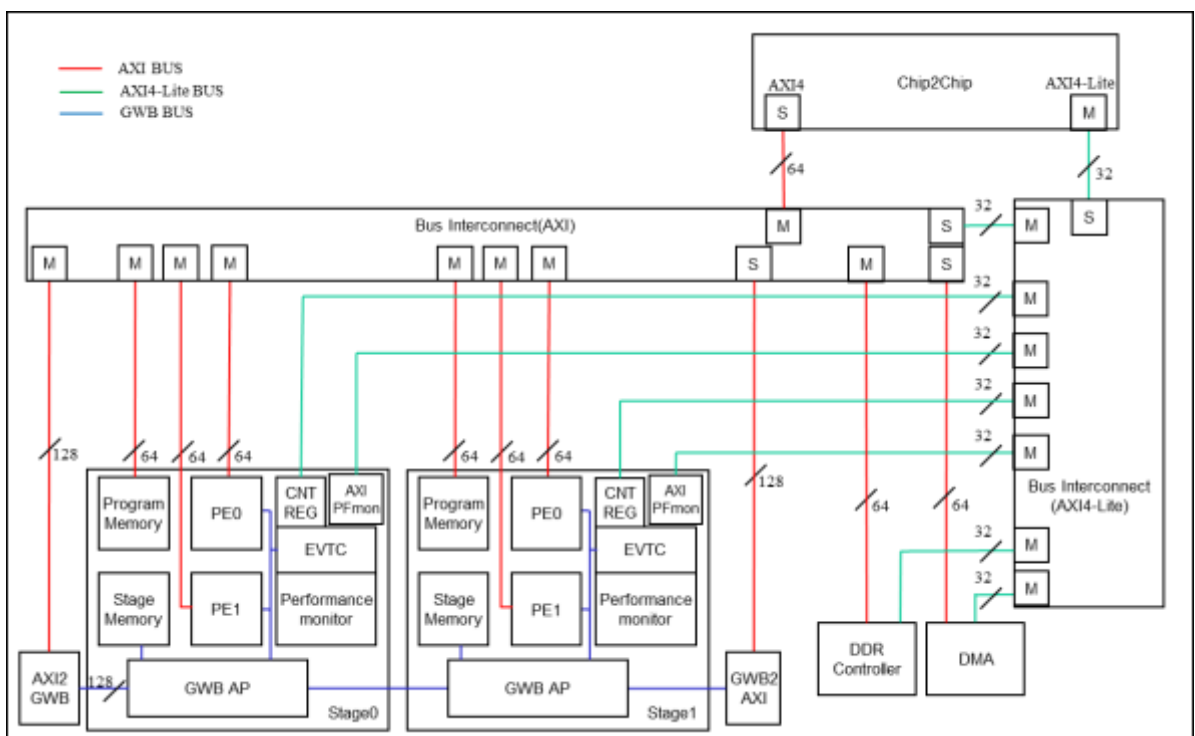 AXI BUS
AXI4-Lite BUS
GWB BUS
AXI4
Chip2Chip
AXI4-Lite
S
M
64
32
Bus Interconnect(AXI)
M
S
32
M
S
M
M
M
M
M
M
M
S
M
S
32
M
32
M
32
M
32
M
128
64
64
64
64
64
64
128
64
64
Bus Interconnect
(AXI4-Lite)
Program
Memory
PE0
CNT
REG
AXI
PFmon
EVTC
Stage
Memory
PE1
Performance
monitor
GWB AP
Stage0
Program
Memory
PE0
CNT
REG
AXI
PFmon
EVTC
Stage
Memory
PE1
Performance
monitor
GWB AP
Stage1
32
M
32
M
AXI2
GWB
128
GWB2
AXI
DDR
Controller
DMA